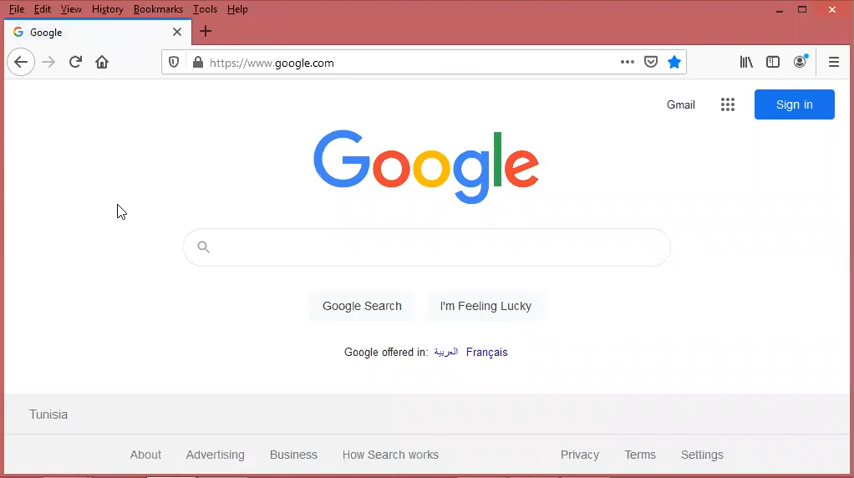 File Edit View History Bookmarks Tools Help
Google
https://www.google.com
Gmail Sign in
Google
Google Search I'm Feeling Lucky
Google offered in: العربية Français
Tunisia
About Advertising Business How Search works Privacy Terms Settings